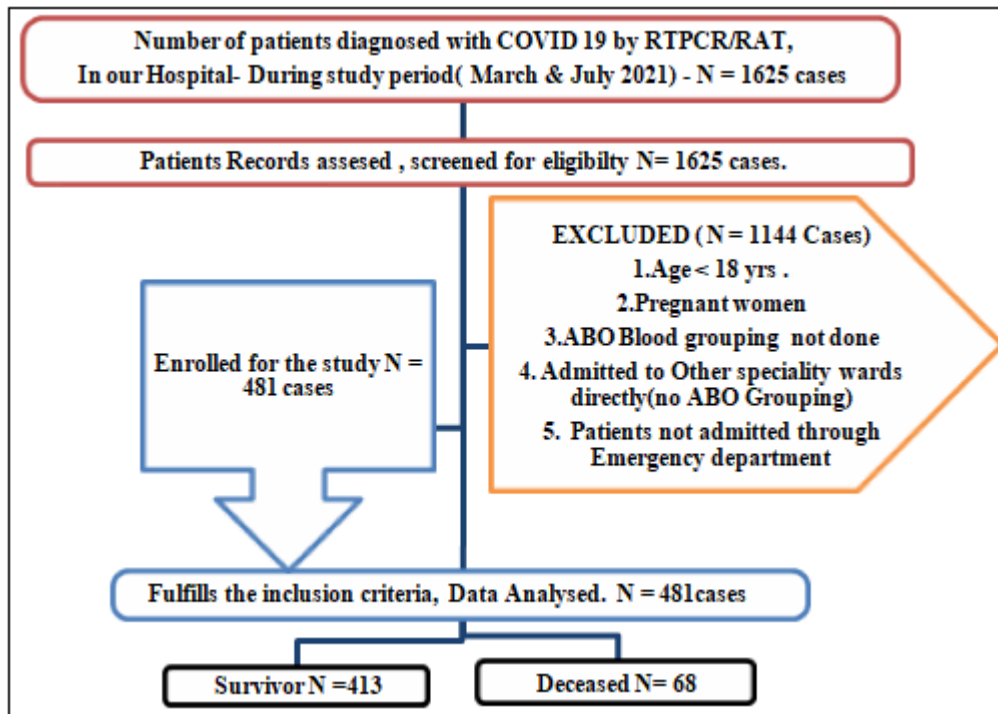 Number of patients diagnosed with COVID 19 by RTPCR/RAT,
In our Hospital- During study period( March & July 2021) - N = 1625 cases
Patients Records assesed , screened for eligibilty N= 1625 cases.
EXCLUDED ( N = 1144 Cases)
1.Age < 18 yrs .
2.Pregnant women
3.ABO Blood grouping not done
4. Admitted to Other speciality wards
directly(no ABO Grouping)
5. Patients not admitted through
Emergency department
Enrolled for the study N =
481 cases
Fulfills the inclusion criteria, Data Analysed. N = 481cases
Survivor N =413
Deceased N= 68